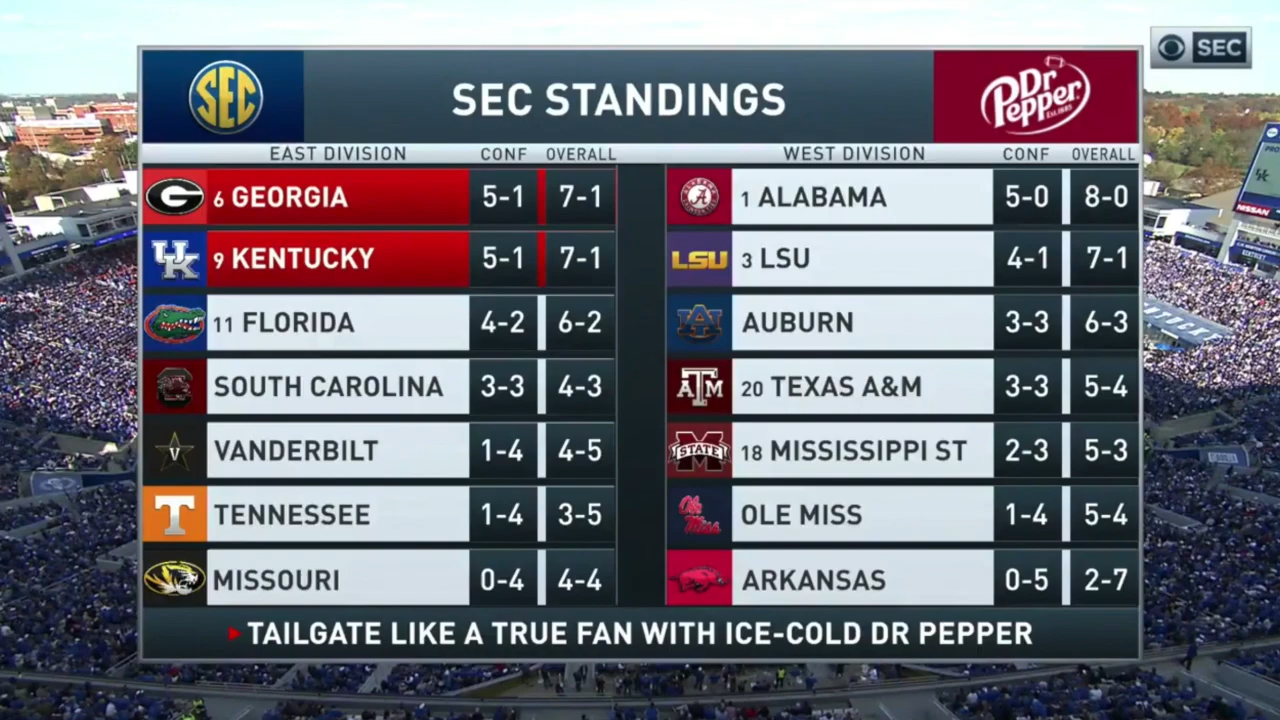 SEC
SEC SEC STANDINGS Dr Pepper
EAST DIVISION CONF OVERALL WEST DIVISION CONF OVERALL
G 6 GEORGIA 5-1 7-1 A 1 ALABAMA 5-0 8-0
UK 9 KENTUCKY 5-1 7-1 LSU 3 LSU 4-1 7-1
11 FLORIDA 4-2 6-2 AU AUBURN 3-3 6-3
SOUTH CAROLINA 3-3 4-3 ATM 20 TEXAS A&M 3-3 5-4
V VANDERBILT 1-4 4-5 M STATE 18 MISSISSIPPI ST 2-3 5-3
T TENNESSEE 1-4 3-5 Ole Miss OLE MISS 1-4 5-4
MISSOURI 0-4 4-4 ARKANSAS 0-5 2-7
TAILGATE LIKE A TRUE FAN WITH ICE-COLD DR PEPPER
NISSAN